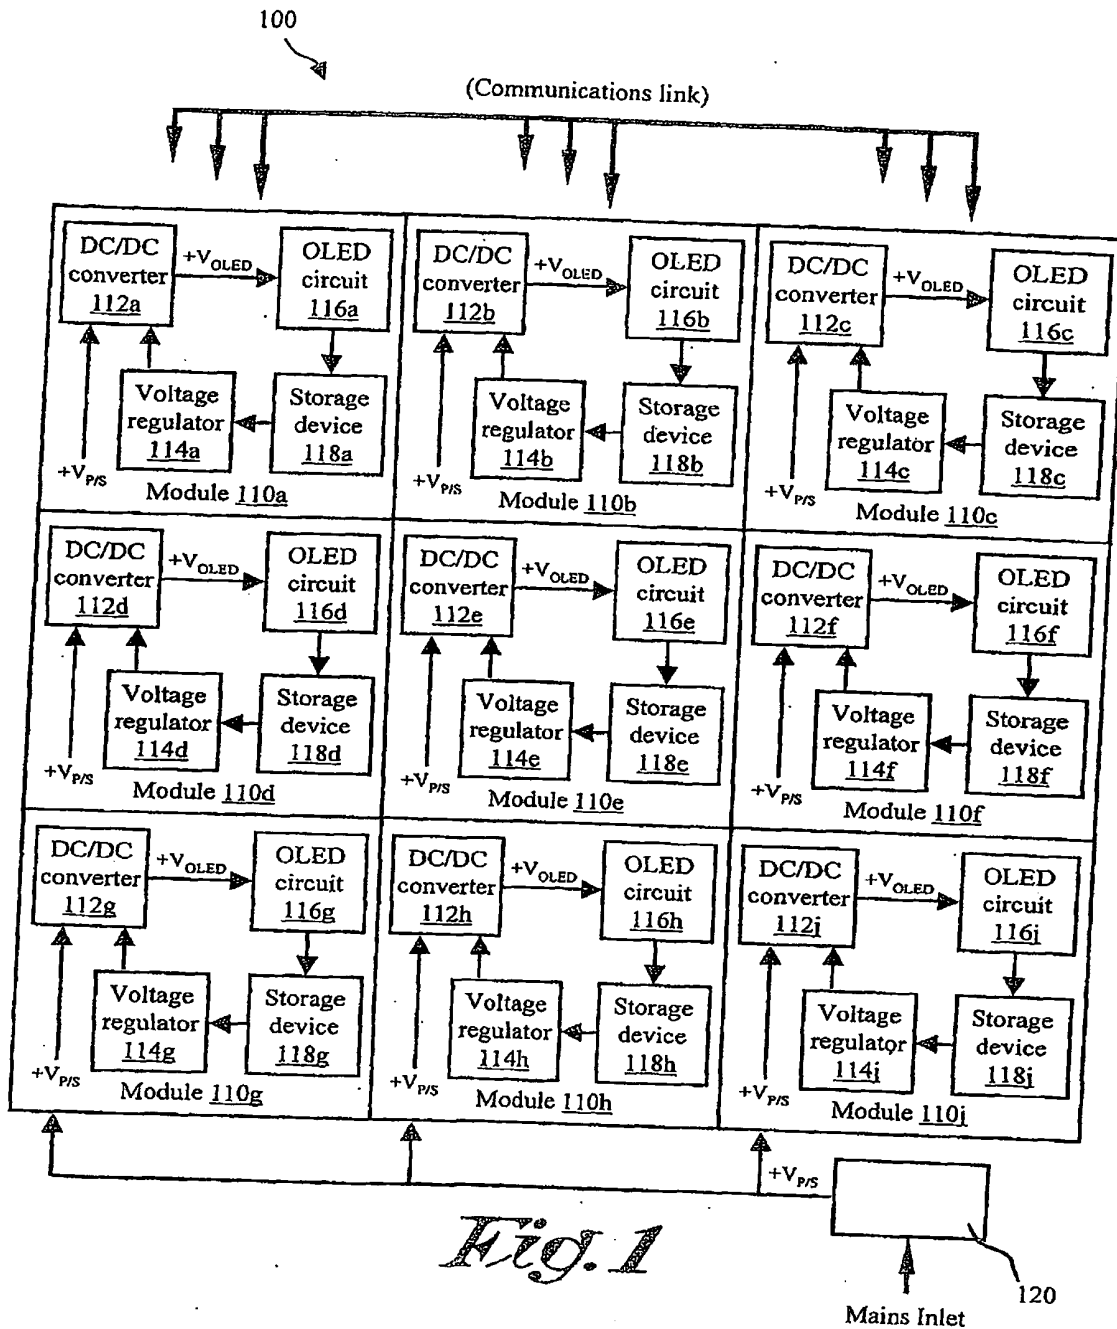 100
(Communications link)
DC/DC
converter
112a
+VOLED
OLED
circuit
116a
Voltage
regulator
114a
Storage
device
118a
+VP/S
Module 110a
DC/DC
converter
112b
+VOLED
OLED
circuit
116b
Voltage
regulator
114b
Storage
device
118b
+VP/S
Module 110b
DC/DC
converter
112c
+VOLED
OLED
circuit
116c
Voltage
regulator
114c
Storage
device
118c
+VP/S
Module 110c
DC/DC
converter
112d
+VOLED
OLED
circuit
116d
Voltage
regulator
114d
Storage
device
118d
+VP/S
Module 110d
DC/DC
converter
112e
+VOLED
OLED
circuit
116e
Voltage
regulator
114e
Storage
device
118e
+VP/S
Module 110e
DC/DC
converter
112f
+VOLED
OLED
circuit
116f
Voltage
regulator
114f
Storage
device
118f
+VP/S
Module 110f
DC/DC
converter
112g
+VOLED
OLED
circuit
116g
Voltage
regulator
114g
Storage
device
118g
+VP/S
Module 110g
DC/DC
converter
112h
+VOLED
OLED
circuit
116h
Voltage
regulator
114h
Storage
device
118h
+VP/S
Module 110h
DC/DC
converter
112j
+VOLED
OLED
circuit
116j
Voltage
regulator
114j
Storage
device
118j
+VP/S
Module 110j
+VP/S
Fig. 1
120
Mains Inlet